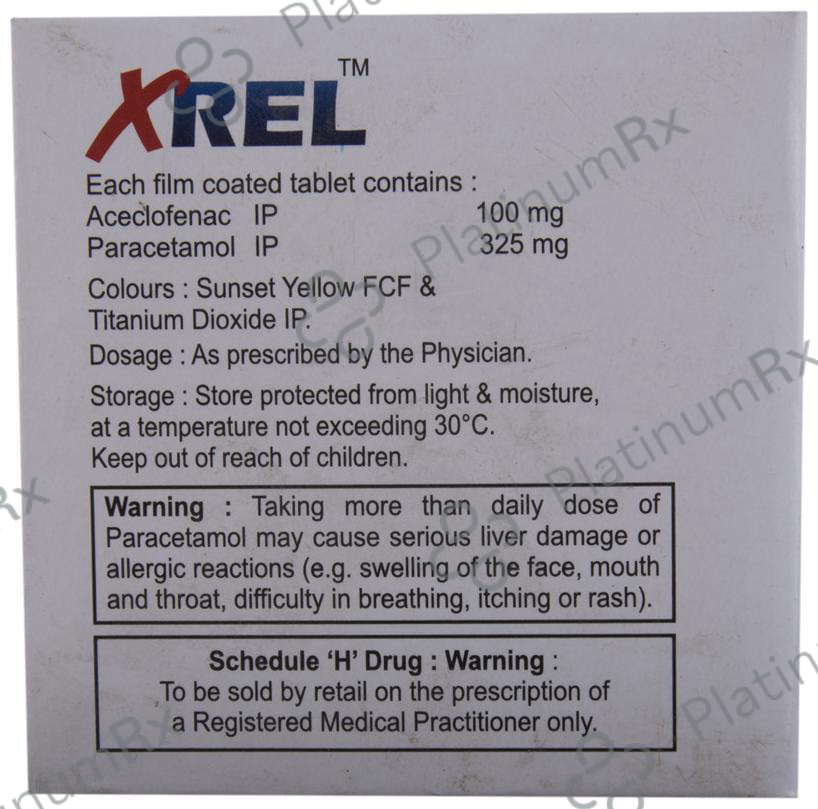 XREL™
Each film coated tablet contains :
Aceclofenac IP 100 mg
Paracetamol IP 325 mg
Colours : Sunset Yellow FCF &
Titanium Dioxide IP.
Dosage : As prescribed by the Physician.
Storage : Store protected from light & moisture,
at a temperature not exceeding 30°C.
Keep out of reach of children.
Warning : Taking more than daily dose of
Paracetamol may cause serious liver damage or
allergic reactions (e.g. swelling of the face, mouth
and throat, difficulty in breathing, itching or rash).
Schedule ‘H’ Drug : Warning :
To be sold by retail on the prescription of
a Registered Medical Practitioner only.
PlatinumRx
PlatinumRx